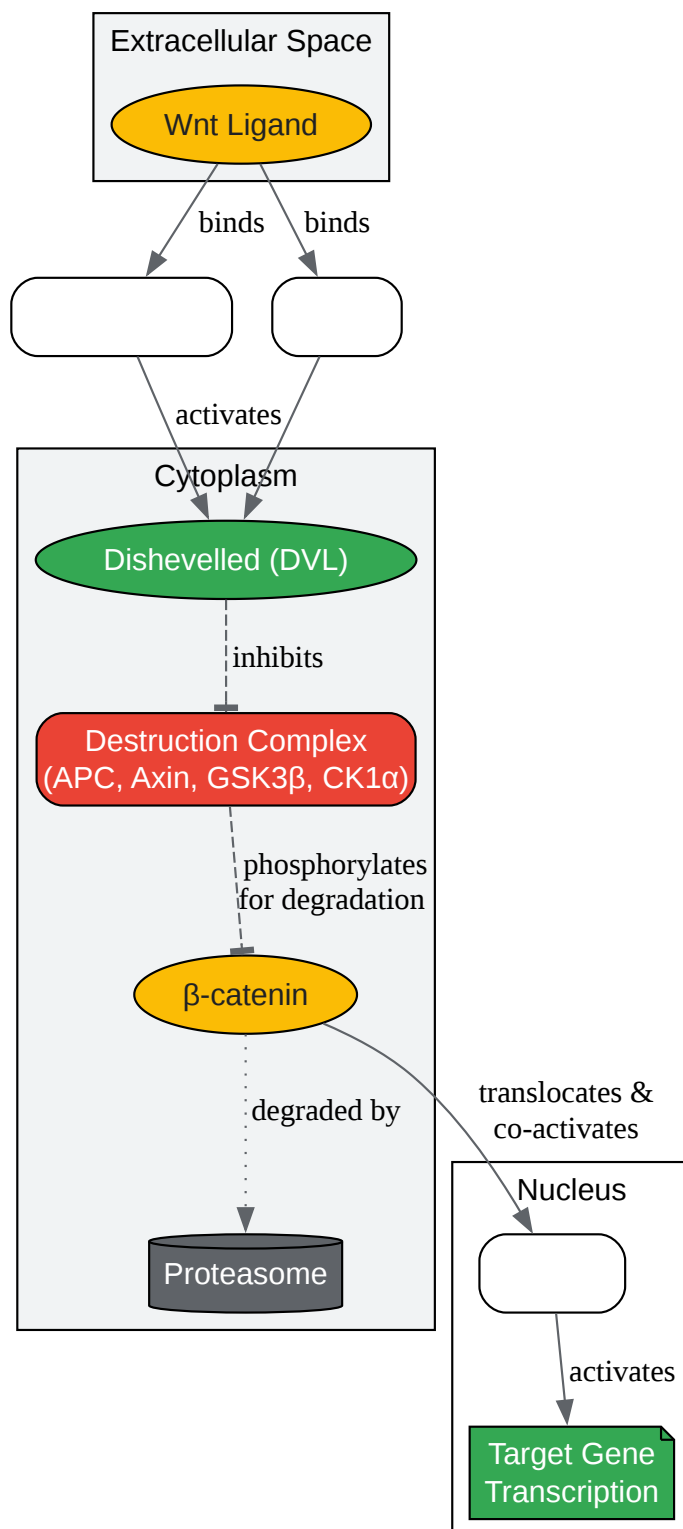 Extracellular Space
Wnt Ligand
binds
binds
activates
Cytoplasm
Dishevelled (DVL)
inhibits
Destruction Complex
(APC, Axin, GSK3β, CK1α)
phosphorylates
for degradation
β-catenin
degraded by
translocates &
co-activates
Nucleus
Proteasome
activates
Target Gene
Transcription